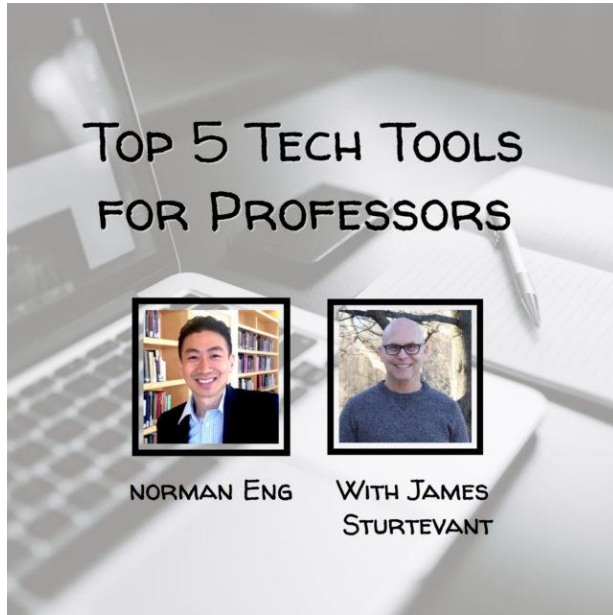 Top 5 Tech Tools
for Professors
norman Eng
With James
Sturtevant